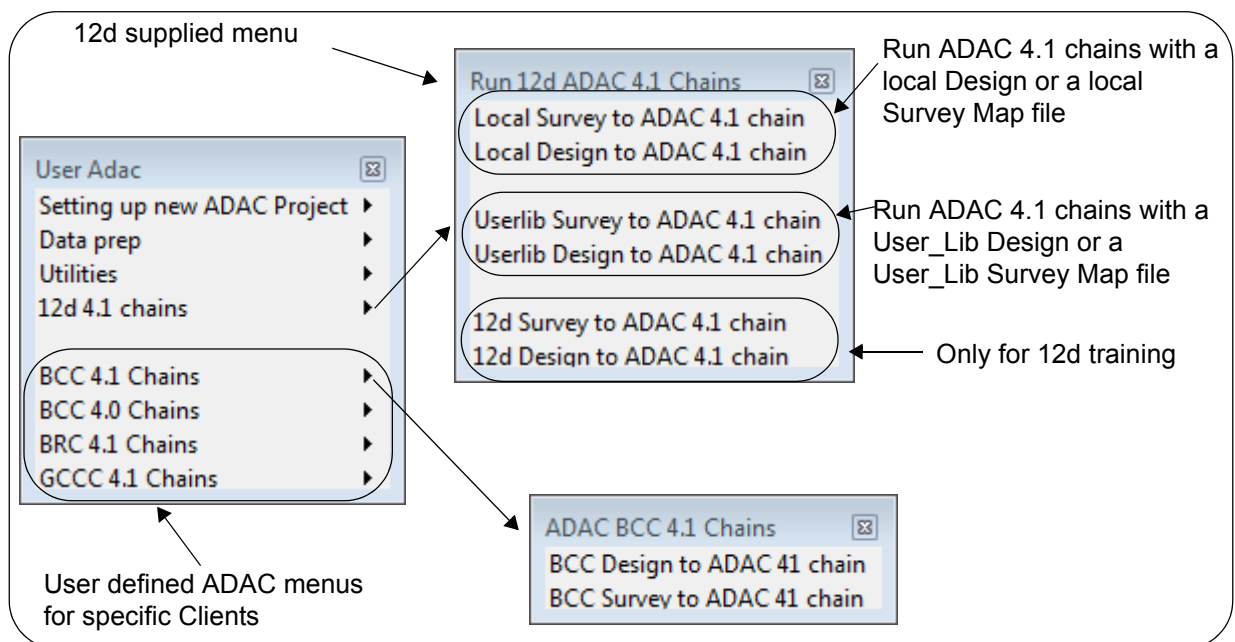 12d supplied menu
Run 12d ADAC 4.1 Chains
Local Survey to ADAC 4.1 chain
Local Design to ADAC 4.1 chain
Userlib Survey to ADAC 4.1 chain
Userlib Design to ADAC 4.1 chain
12d Survey to ADAC 4.1 chain
12d Design to ADAC 4.1 chain
Run ADAC 4.1 chains with a
local Design or a local
Survey Map file
Run ADAC 4.1 chains with a
User_Lib Design or a
User_Lib Survey Map file
Only for 12d training
User Adac
Setting up new ADAC Project
Data prep
Utilities
12d 4.1 chains
BCC 4.1 Chains
BCC 4.0 Chains
BRC 4.1 Chains
GCCC 4.1 Chains
User defined ADAC menus
for specific Clients
ADAC BCC 4.1 Chains
BCC Design to ADAC 41 chain
BCC Survey to ADAC 41 chain